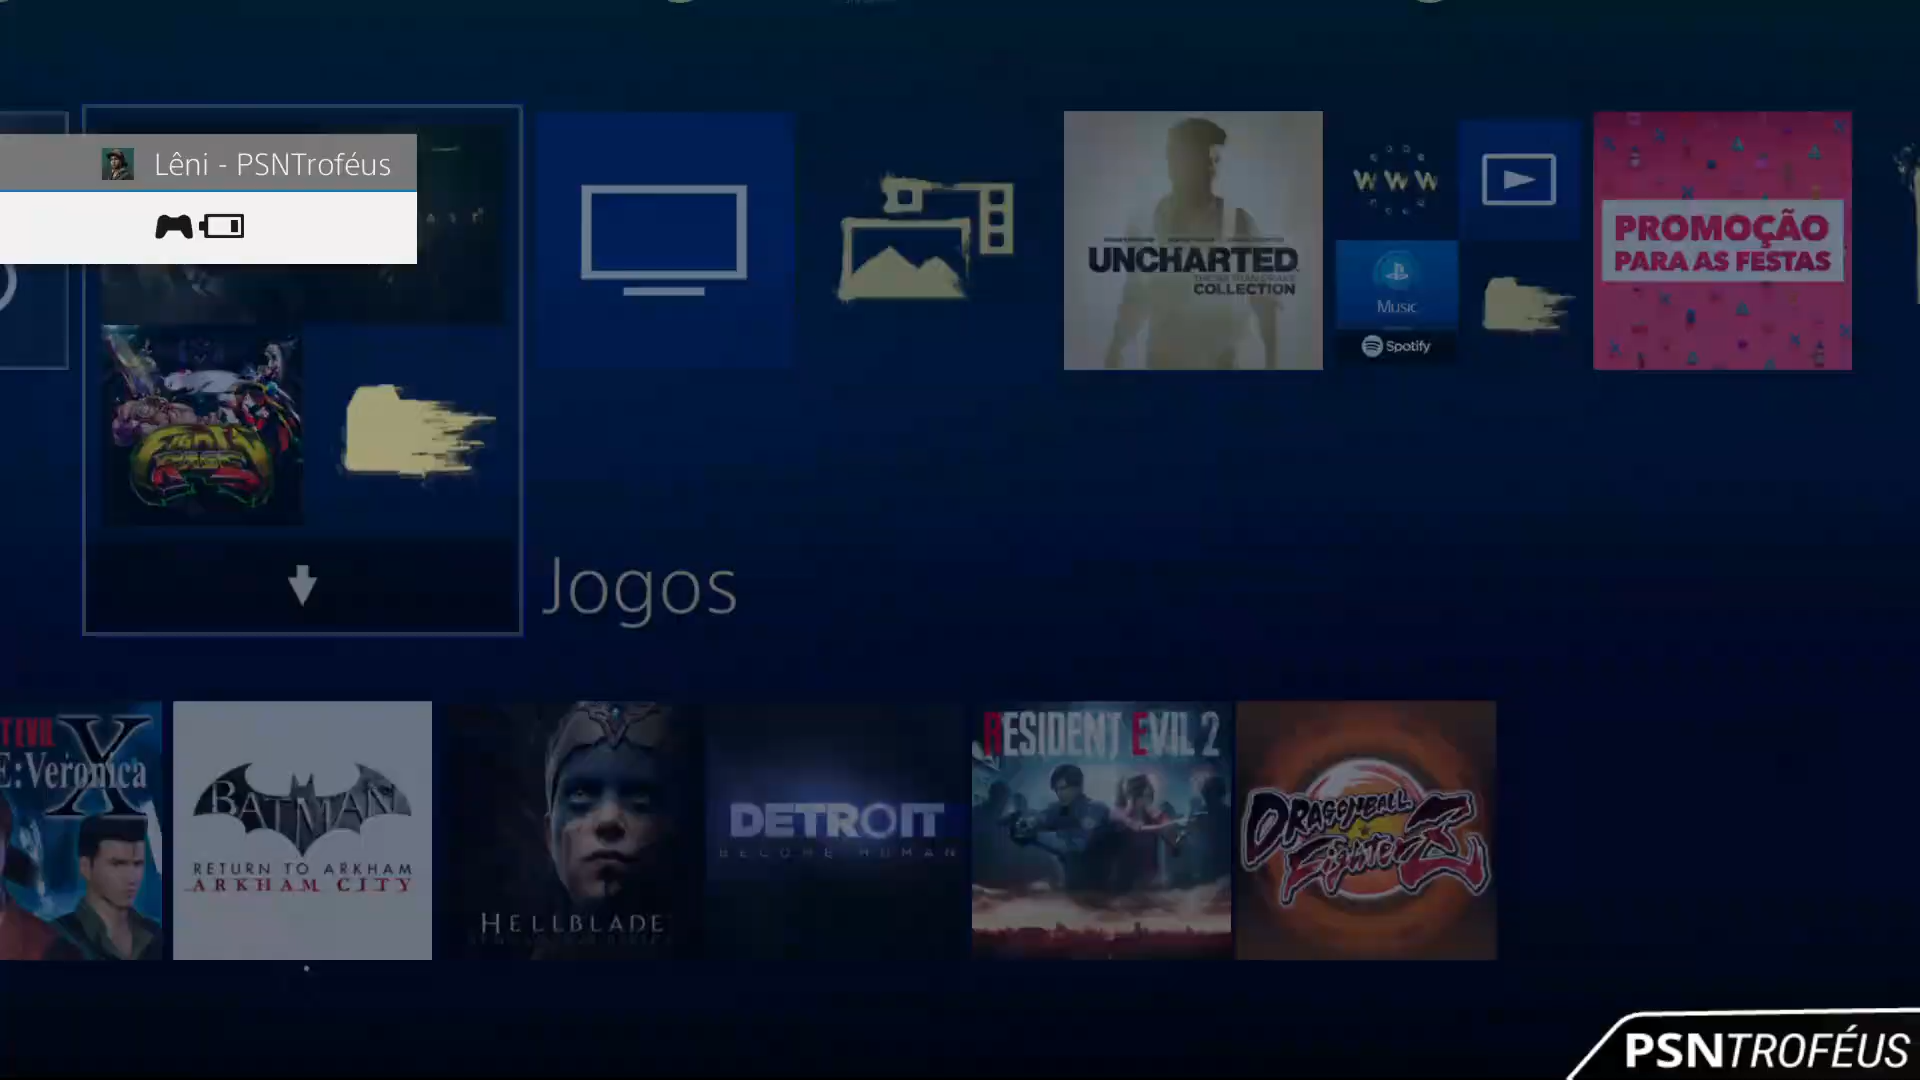 Lêni - PSNTroféus
UNCHARTED
COLLECTION
WWW
Music
Spotify
PROMOÇÃO
PARA AS FESTAS
Jogos
T EVIL
E:Veronica
X
BATMAN
RETURN TO ARKHAM
ARKHAM CITY
HELLBLADE
DETROIT
BECOME HUMAN
RESIDENT EVIL 2
DRAGONBALL
FighterZ
PSNTROFÉUS